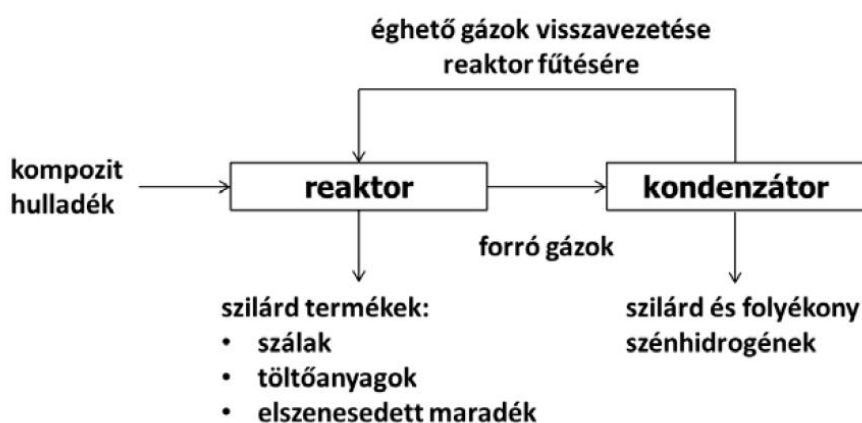 éghető gázok visszavezetése
reaktor fűtésére
kompozit
hulladék
reaktor
kondenzátor
forró gázok
szilárd termékek:
• szálak
• töltőanyagok
• elszenesedett maradék
szilárd és folyékony
szénhidrogének